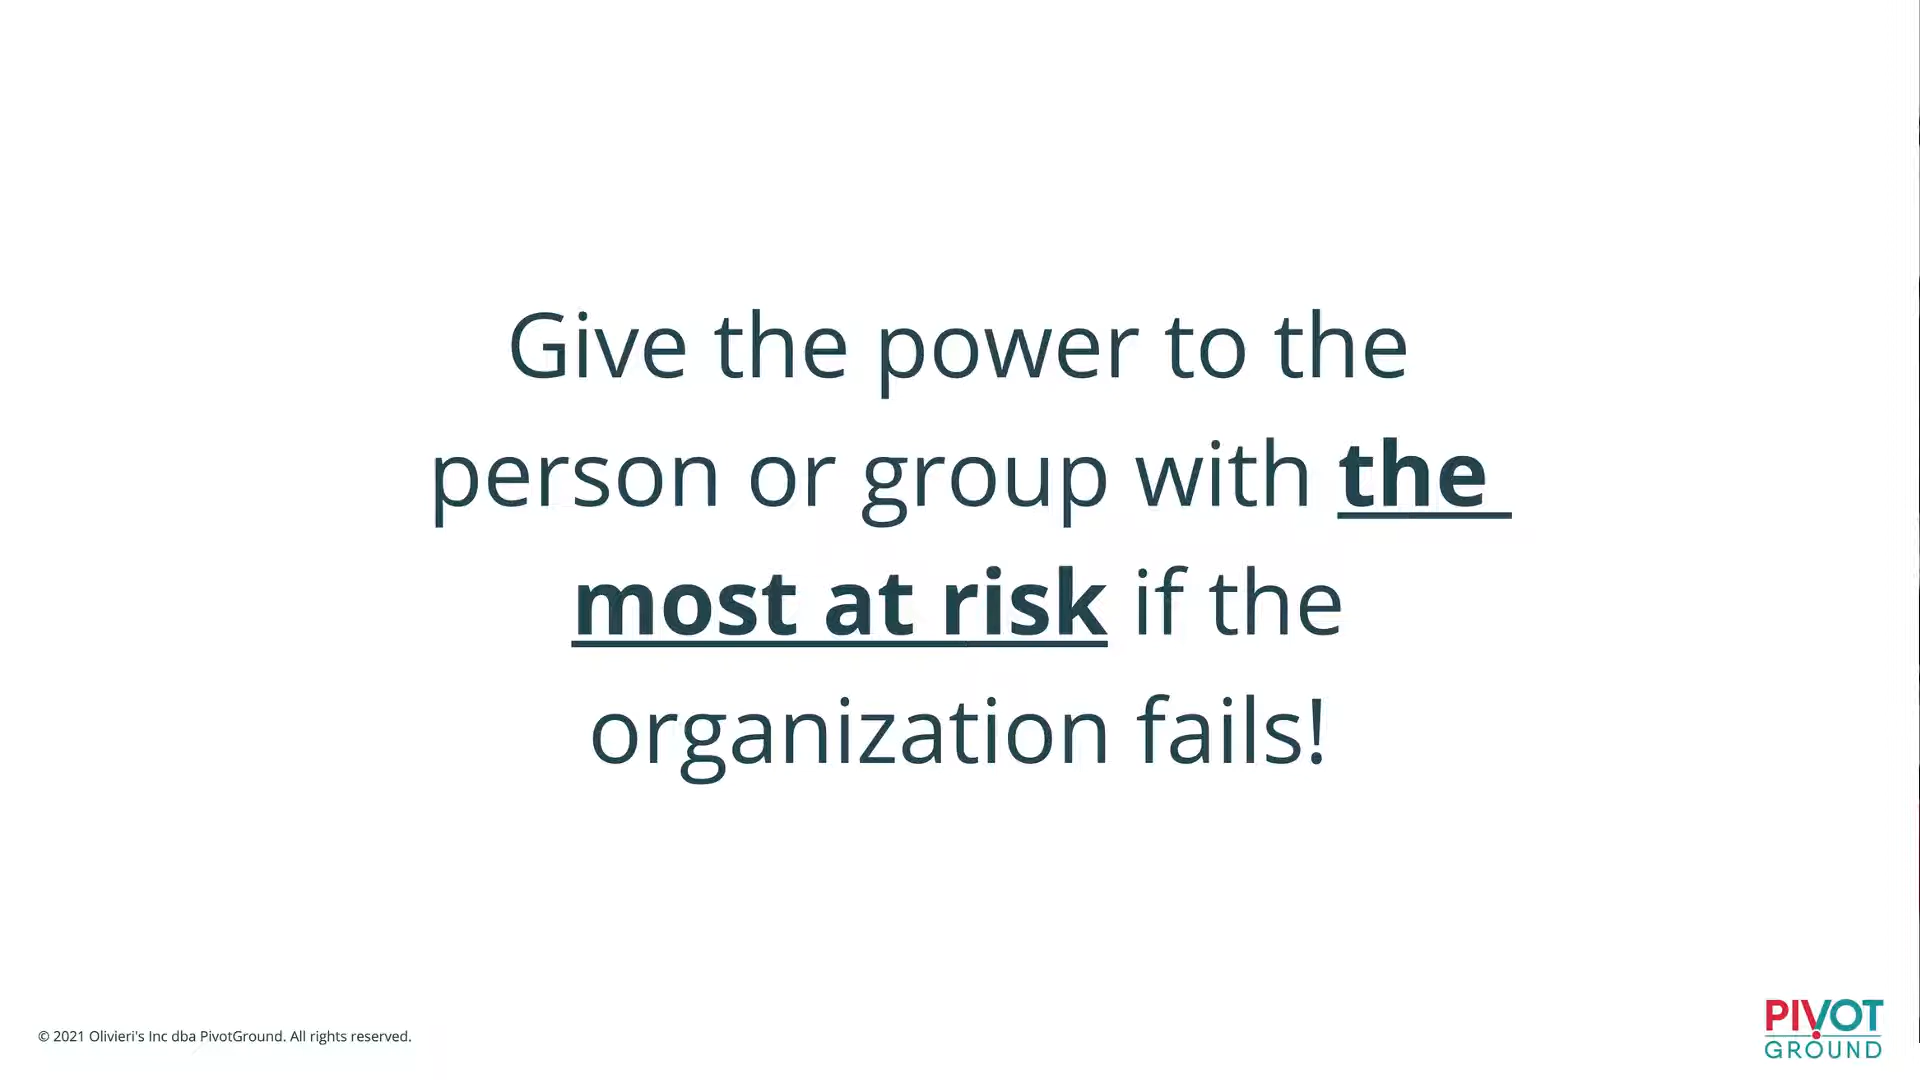 Give the power to the
person or group with the
most at risk if the
organization fails!
© 2021 Olivieri's Inc dba PivotGround. All rights reserved.
PIVOT
GROUND